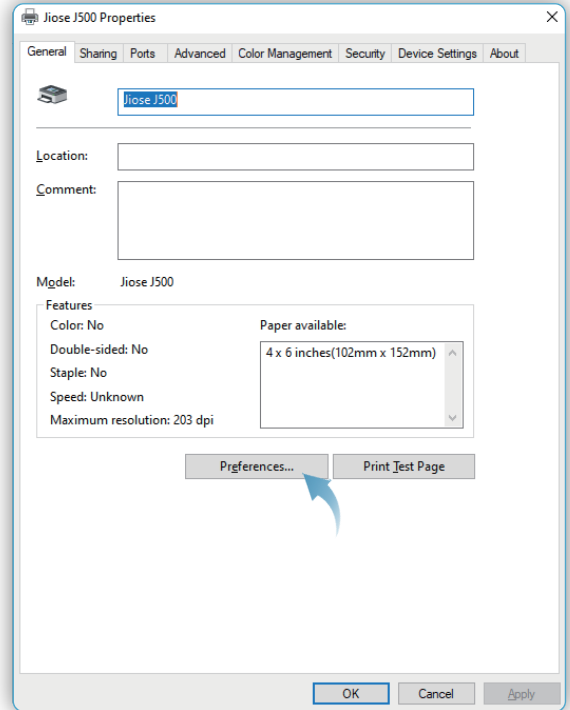 Jiose J500 Properties
General Sharing Ports Advanced Color Management Security Device Settings About
Jiose J500
Location:
Comment:
Model: Jiose J500
Features
Color: No
Double-sided: No
Staple: No
Speed: Unknown
Maximum resolution: 203 dpi
Paper available:
4 x 6 inches(102mm x 152mm)
Preferences... Print Test Page
OK Cancel Apply